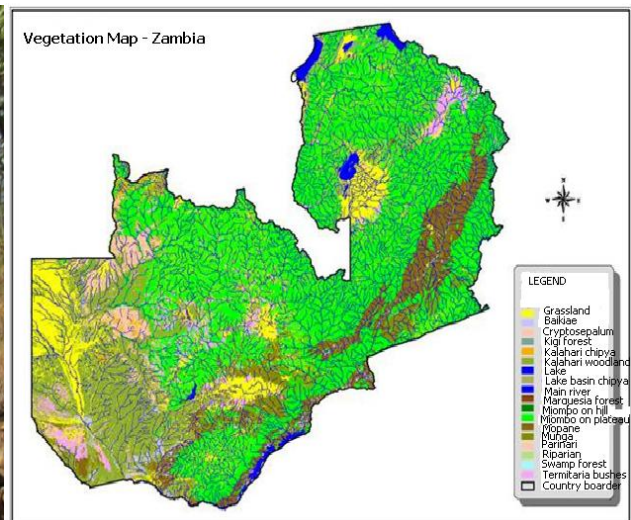 Vegetation Map - Zambia
N
W E
S
LEGEND
Grassland
Baikiae
Cryptosepalum
Kigi forest
Kalahari chipya
Kalahari woodland
Lake
Lake basin chipya
Main river
Marquesia forest
Miombo on hill
Miombo on plateau
Mopane
Munga
Parinari
Riparian
Swamp forest
Termitaria bushes
Country boarder